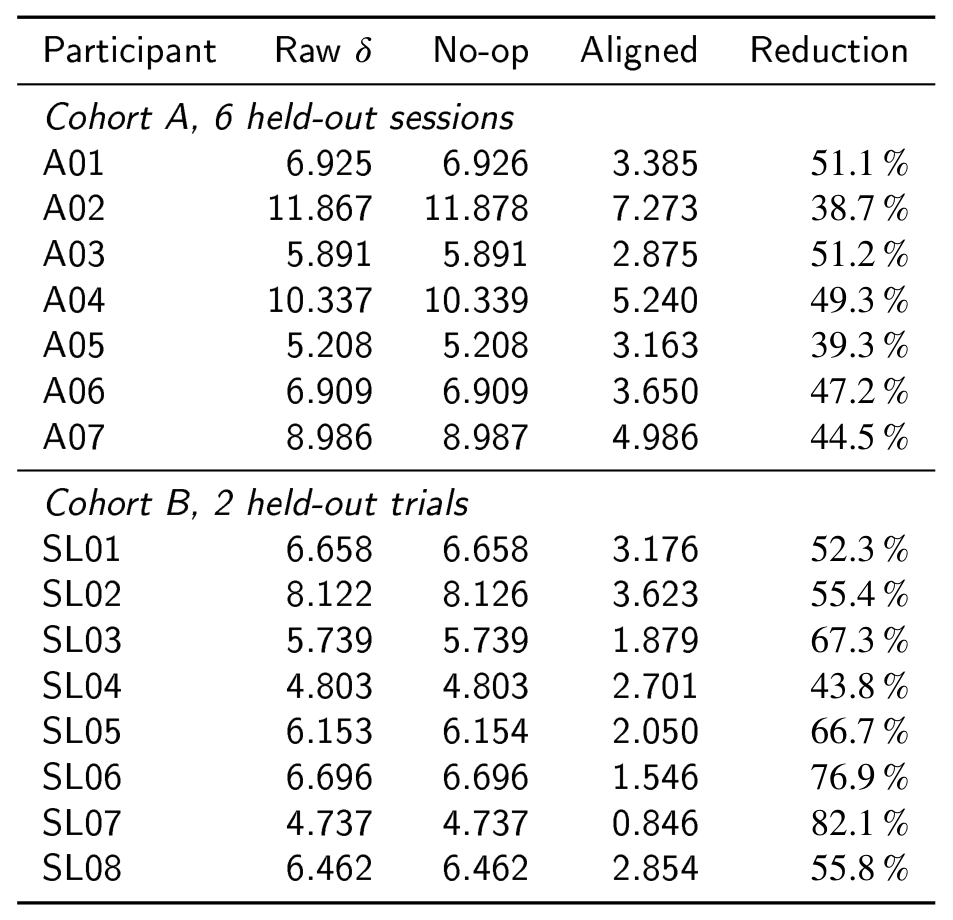 Participant Raw δ No-op Aligned Reduction
Cohort A, 6 held-out sessions
A01 6.925 6.926 3.385 51.1 %
A02 11.867 11.878 7.273 38.7 %
A03 5.891 5.891 2.875 51.2 %
A04 10.337 10.339 5.240 49.3 %
A05 5.208 5.208 3.163 39.3 %
A06 6.909 6.909 3.650 47.2 %
A07 8.986 8.987 4.986 44.5 %
Cohort B, 2 held-out trials
SL01 6.658 6.658 3.176 52.3 %
SL02 8.122 8.126 3.623 55.4 %
SL03 5.739 5.739 1.879 67.3 %
SL04 4.803 4.803 2.701 43.8 %
SL05 6.153 6.154 2.050 66.7 %
SL06 6.696 6.696 1.546 76.9 %
SL07 4.737 4.737 0.846 82.1 %
SL08 6.462 6.462 2.854 55.8 %